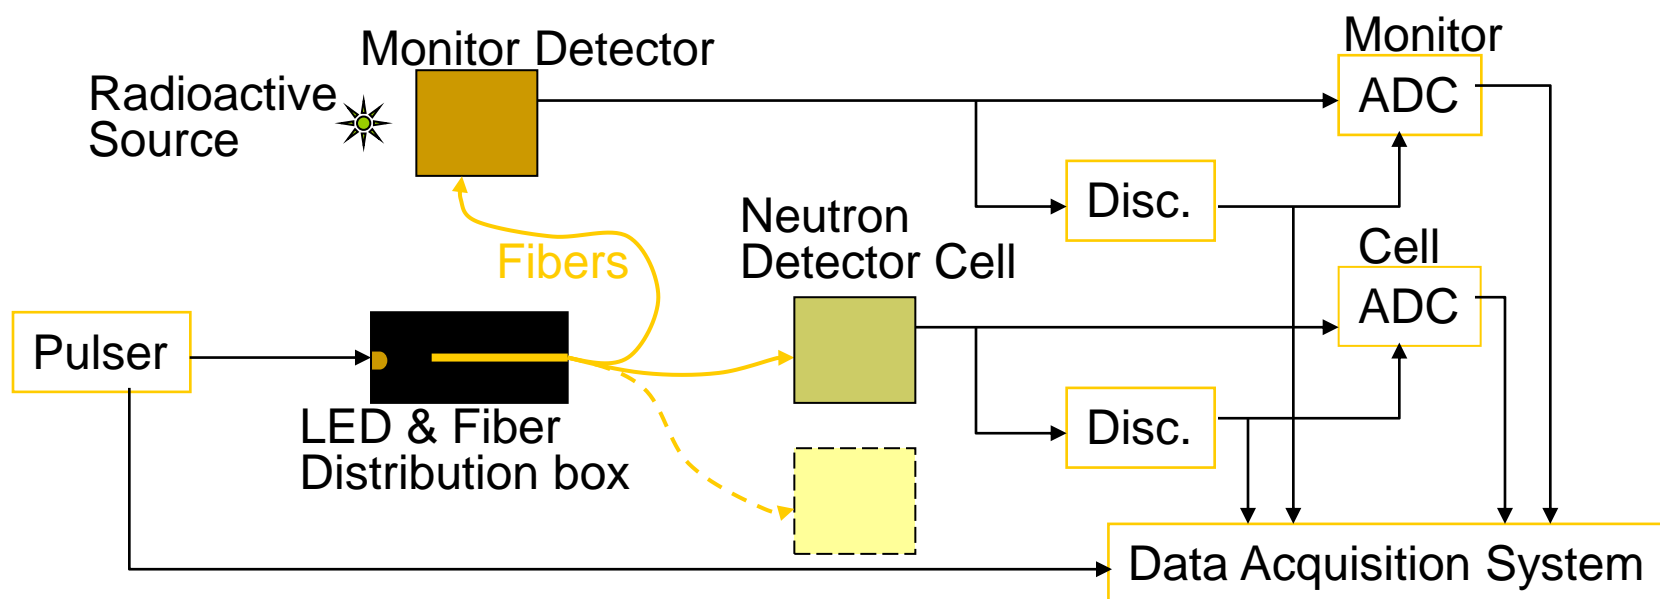 Monitor Detector
Monitor
Radioactive
Source
ADC
Disc.
Neutron
Detector Cell
Fibers
Cell
ADC
Pulser
LED & Fiber
Distribution box
Disc.
Data Acquisition System